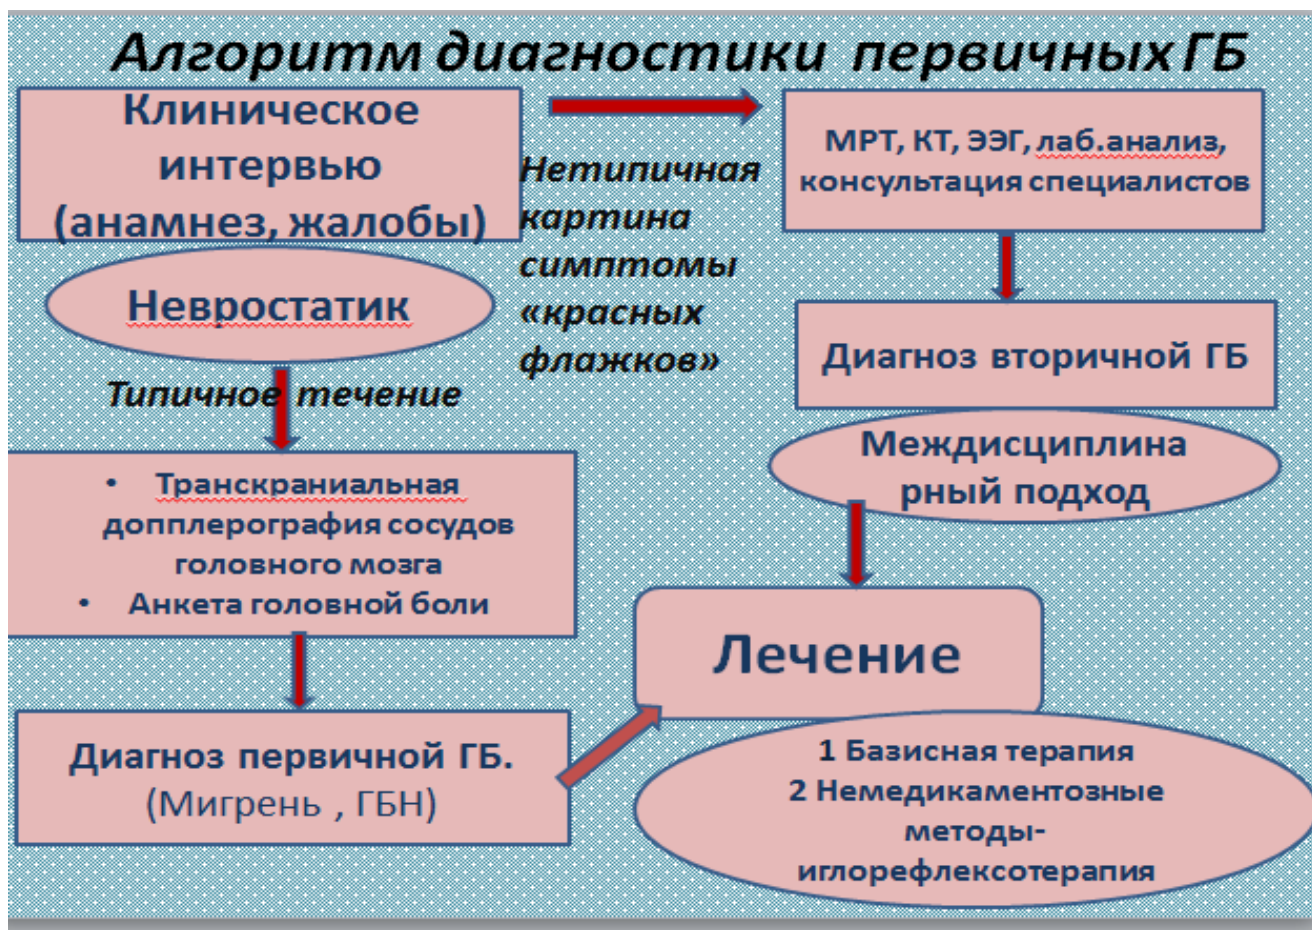 Алгоритм диагностики первичных ГБ
Клиническое
интервью
(анамнез, жалобы)
Невростатик
Нетипичная
картина
симптомы
«красных
флажков»
МРТ, КТ, ЭЭГ, лаб.анализ,
консультация специалистов
Диагноз вторичной ГБ
Междисциплина
рный подход
Типичное течение
• Транскраниальная
допплерография сосудов
головного мозга
• Анкета головной боли
Диагноз первичной ГБ.
(Мигрень , ГБН)
Лечение
1 Базисная терапия
2 Немедикаментозные
методы-
иглорефлексотерапия